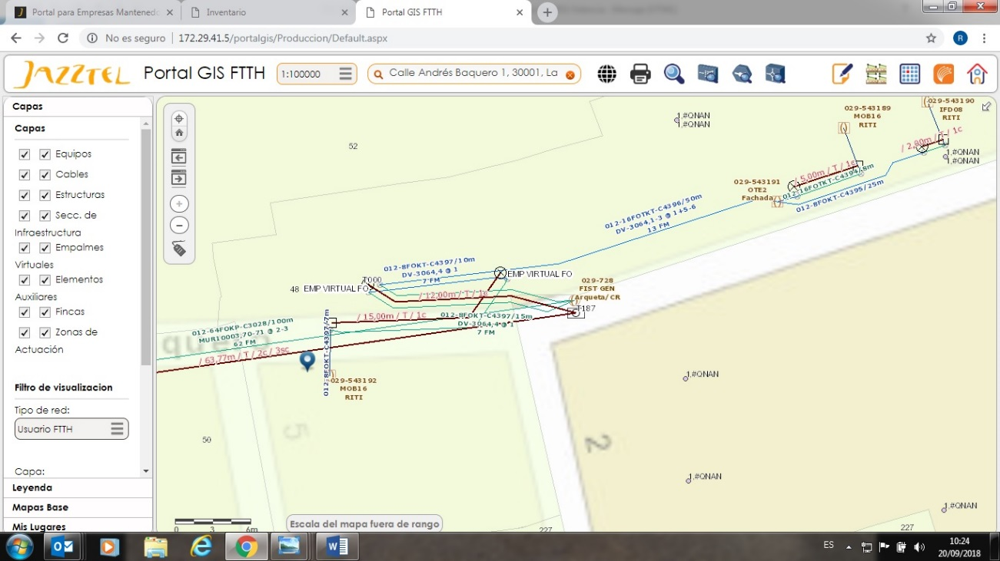 Portal para Empresas Mantened
Inventario
Portal GIS FTTH
No es seguro | 172.29.41.5/portalgis/Produccion/Default.aspx
R
JAZZTEL
Portal GIS FTTH
1:100000
Calle Andrés Baquero 1, 30001, La
Capas
Capas
Equipos
Cables
Estructuras
Secc. de
Infraestructura
Empalmes
Virtuales
Elementos
Auxiliares
Fincas
Zonas de
Actuación
Filtro de visualizacion
Tipo de red:
Usuario FTTH
Capa:
Leyenda
Mapas Base
Mis Lugares
52
1.#QNAN
1.#QNAN
029-543189
MOB16
RITI
029-543190
IFD08
RITI
/ 2,80m / T / 1c
1.#QNAN
1.#QNAN
/ 5,00m / T / 1c
012-16FOTKT-C4394/8m
029-543191
OTE2
Fachada
012-8FOKT-C4395/25m
012-16FOTKT-C4396/50m
DV-3064,1-3 @ 1+5-6
13 FM
012-8FOKT-C4397/10m
DV-3064,4 @ 1
7 FM
EMP VIRTUAL FO
T000
48 EMP VIRTUAL FO
029-728
FIST GEN
Arqueta/ CR
T187
/ 12,00m / T / 1c
/ 15,00m / T / 1c
012-8FOKT-C4397/15m
DV-3064,4 @ 1
7 FM
012-64FOKP-C3028/100m
MUR10003,70-71 @ 2-3
62 FM
/ 63,77m / T / 2c / 3sc
012-8FOKT-C4397/7m
029-543192
MOB16
RITI
1.#QNAN
5
2
50
1.#QNAN
1.#QNAN
227
227
0 3 6m
Escala del mapa fuera de rango
ES
10:24
20/09/2018